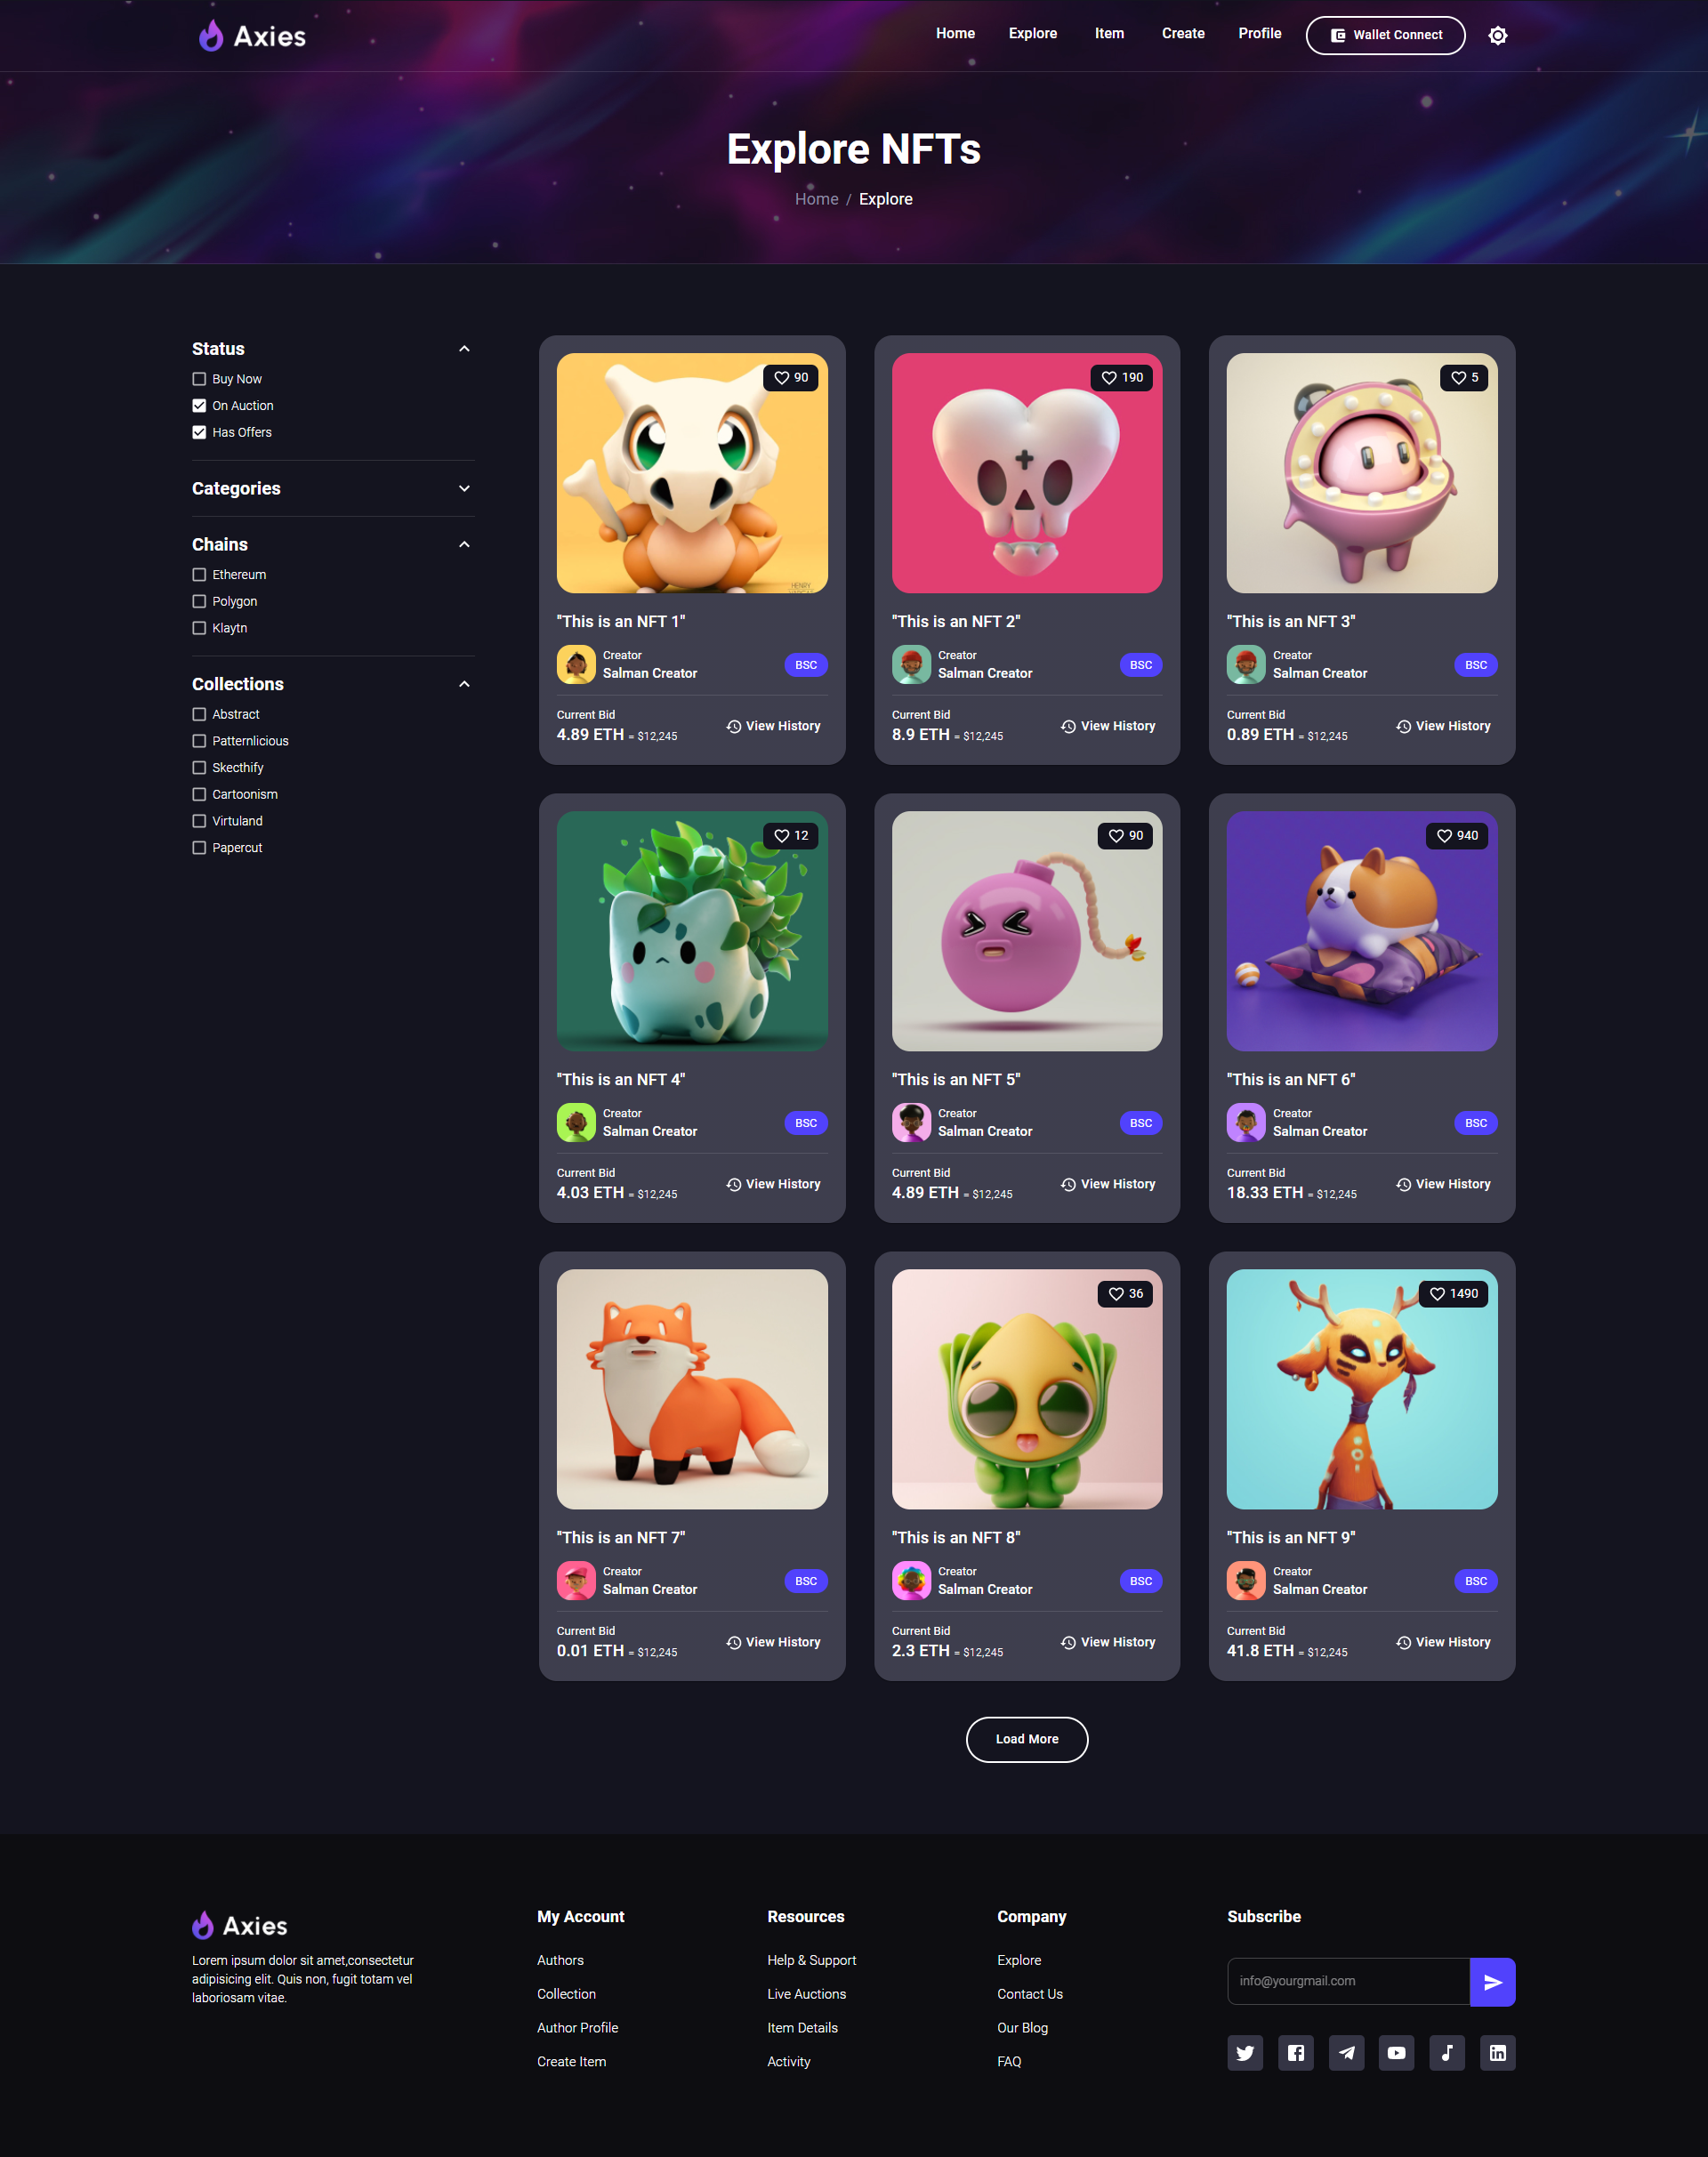 Axies
Home Explore Item Create Profile Wallet Connect
Explore NFTs
Home / Explore
Status
Buy Now
On Auction
Has Offers
Categories
Chains
Ethereum
Polygon
Klaytn
Collections
Abstract
Patternlicious
Skecthify
Cartoonism
Virtuland
Papercut
90
"This is an NFT 1"
Creator
Salman Creator
BSC
Current Bid
4.89 ETH = $12,245
View History
190
"This is an NFT 2"
Creator
Salman Creator
BSC
Current Bid
8.9 ETH = $12,245
View History
5
"This is an NFT 3"
Creator
Salman Creator
BSC
Current Bid
0.89 ETH = $12,245
View History
12
"This is an NFT 4"
Creator
Salman Creator
BSC
Current Bid
4.03 ETH = $12,245
View History
90
"This is an NFT 5"
Creator
Salman Creator
BSC
Current Bid
4.89 ETH = $12,245
View History
940
"This is an NFT 6"
Creator
Salman Creator
BSC
Current Bid
18.33 ETH = $12,245
View History
"This is an NFT 7"
Creator
Salman Creator
BSC
Current Bid
0.01 ETH = $12,245
View History
36
"This is an NFT 8"
Creator
Salman Creator
BSC
Current Bid
2.3 ETH = $12,245
View History
1490
"This is an NFT 9"
Creator
Salman Creator
BSC
Current Bid
41.8 ETH = $12,245
View History
Load More
Axies
Lorem ipsum dolor sit amet,consectetur
adipisicing elit. Quis non, fugit totam vel
laboriosam vitae.
My Account
Authors
Collection
Author Profile
Create Item
Resources
Help & Support
Live Auctions
Item Details
Activity
Company
Explore
Contact Us
Our Blog
FAQ
Subscribe
info@yourgmail.com